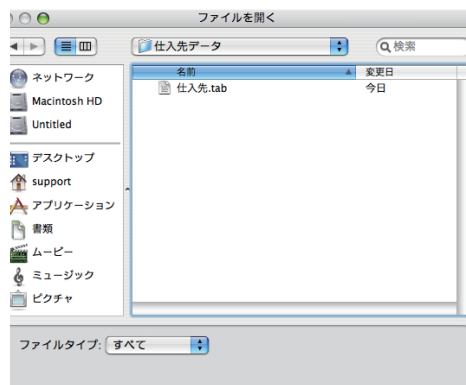 ファイルを開く
仕入先データ
検索
名前
変更日
仕入先.tab
今日
ネットワーク
Macintosh HD
Untitled
デスクトップ
support
アプリケーション
書類
ムービー
ミュージック
ピクチャ
ファイルタイプ: すべて